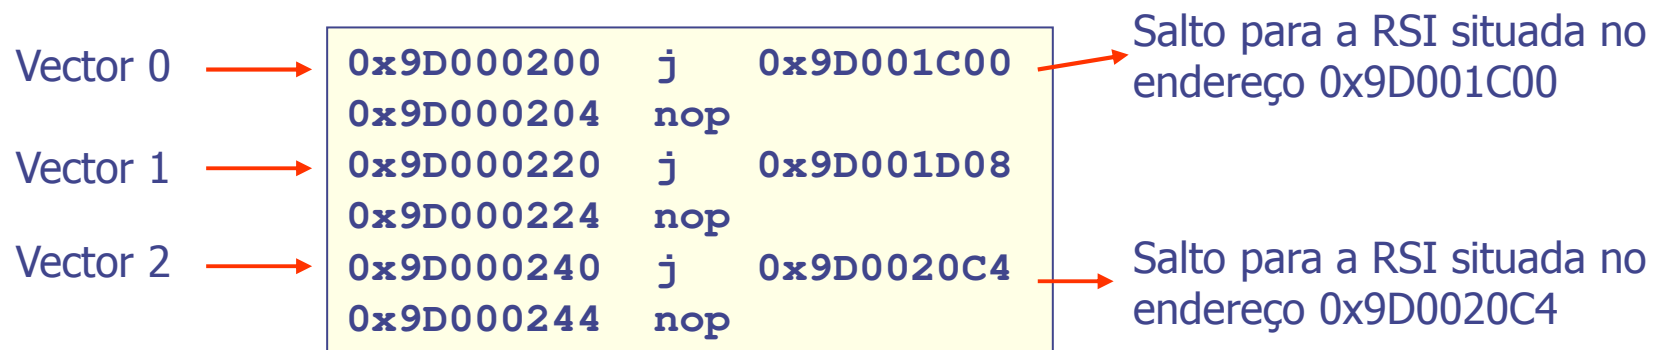 Vector 0
0x9D000200 j 0x9D001C00
Salto para a RSI situada no
endereço 0x9D001C00
0x9D000204 nop
Vector 1
0x9D000220 j 0x9D001D08
0x9D000224 nop
Vector 2
0x9D000240 j 0x9D0020C4
Salto para a RSI situada no
endereço 0x9D0020C4
0x9D000244 nop